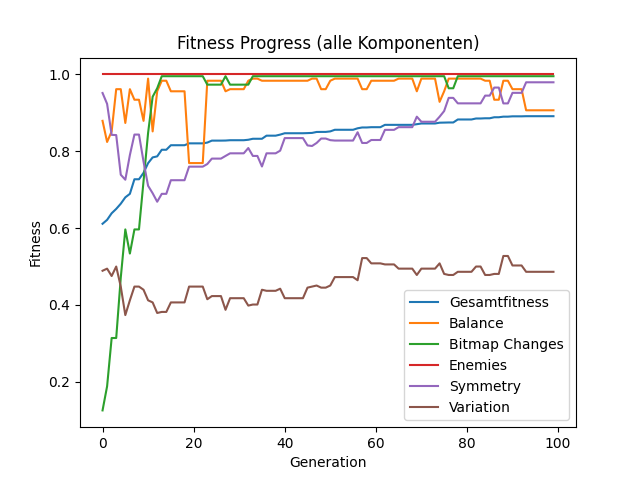 Fitness Progress (alle Komponenten)
1.0
0.8
0.6
0.4
0.2
Fitness
0 20 40 60 80 100
Generation
Gesamtfitness
Balance
Bitmap Changes
Enemies
Symmetry
Variation